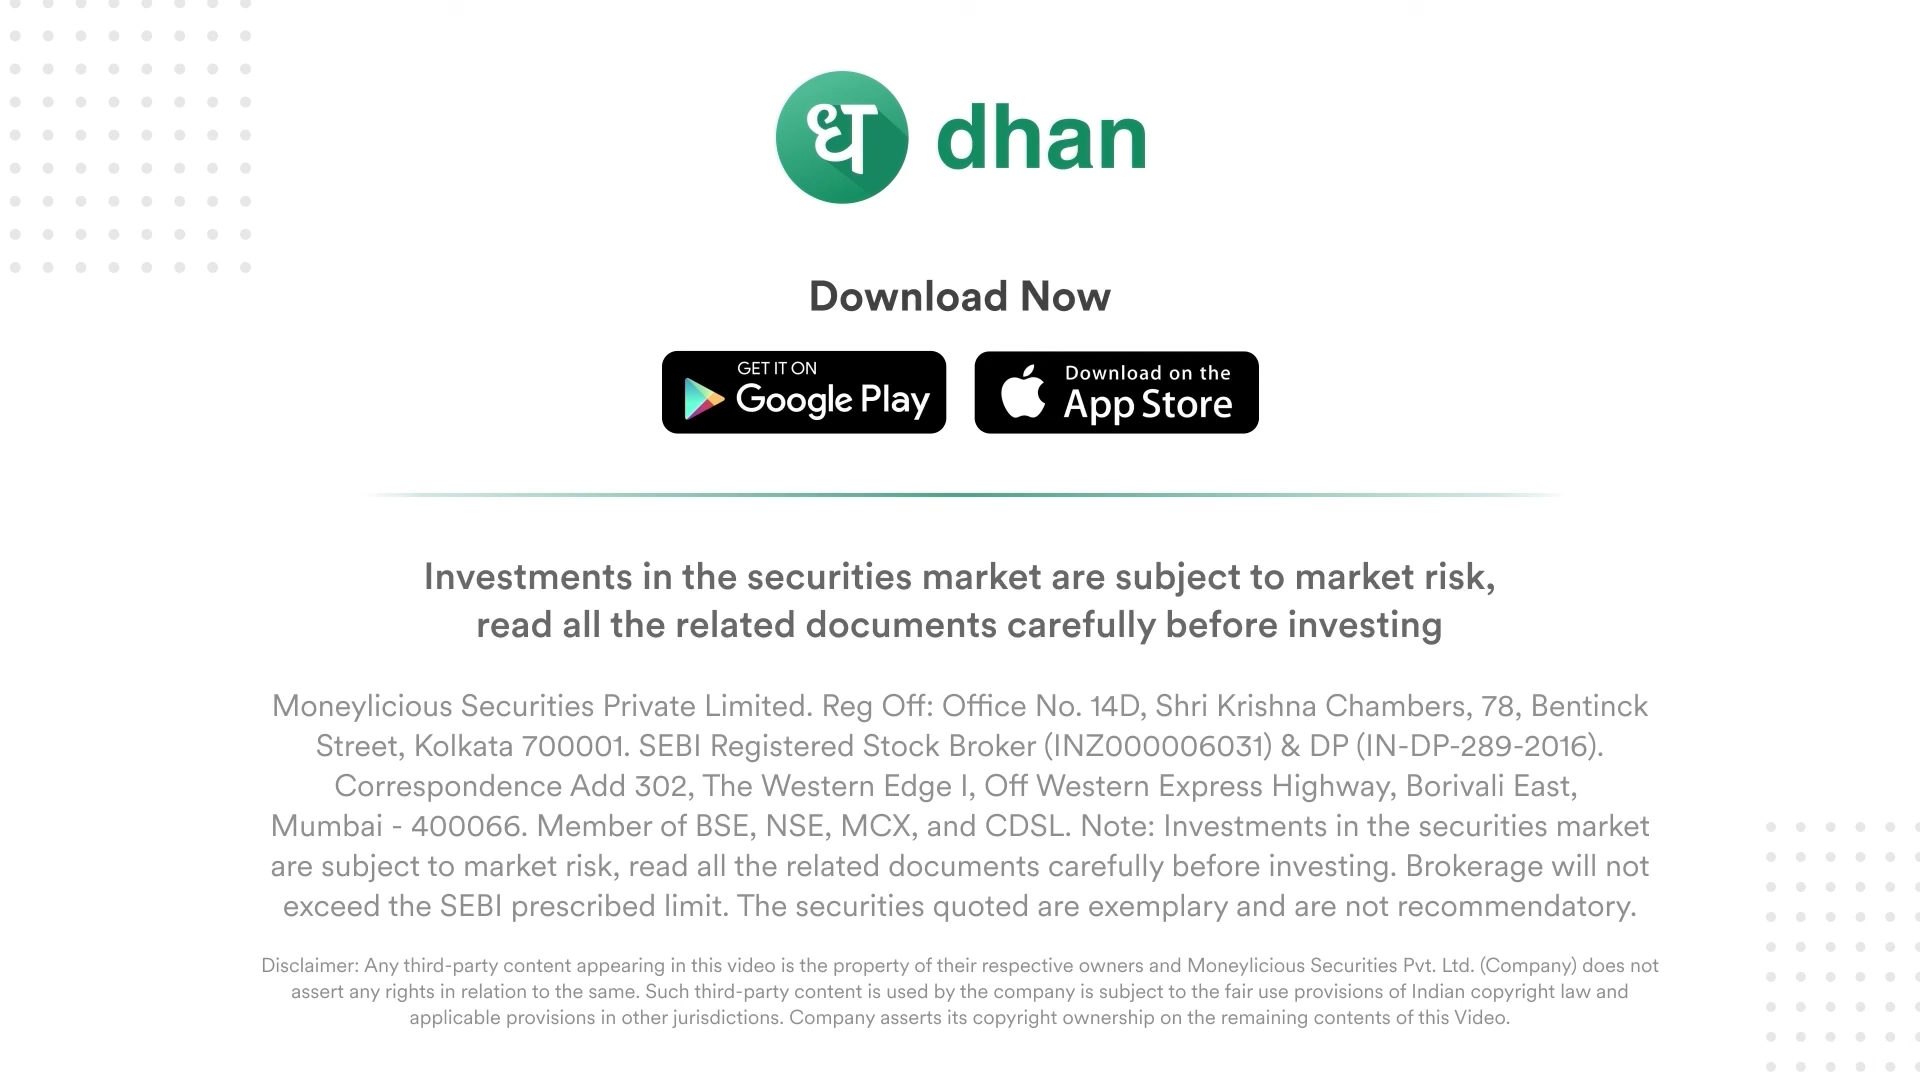 ध dhan
Download Now
GET IT ON
Google Play
Download on the
App Store
Investments in the securities market are subject to market risk,
read all the related documents carefully before investing
Moneylicious Securities Private Limited. Reg Off: Office No. 14D, Shri Krishna Chambers, 78, Bentinck
Street, Kolkata 700001. SEBI Registered Stock Broker (INZ000006031) & DP (IN-DP-289-2016).
Correspondence Add 302, The Western Edge I, Off Western Express Highway, Borivali East,
Mumbai - 400066. Member of BSE, NSE, MCX, and CDSL. Note: Investments in the securities market
are subject to market risk, read all the related documents carefully before investing. Brokerage will not
exceed the SEBI prescribed limit. The securities quoted are exemplary and are not recommendatory.
Disclaimer: Any third-party content appearing in this video is the property of their respective owners and Moneylicious Securities Pvt. Ltd. (Company) does not
assert any rights in relation to the same. Such third-party content is used by the company is subject to the fair use provisions of Indian copyright law and
applicable provisions in other jurisdictions. Company asserts its copyright ownership on the remaining contents of this Video.